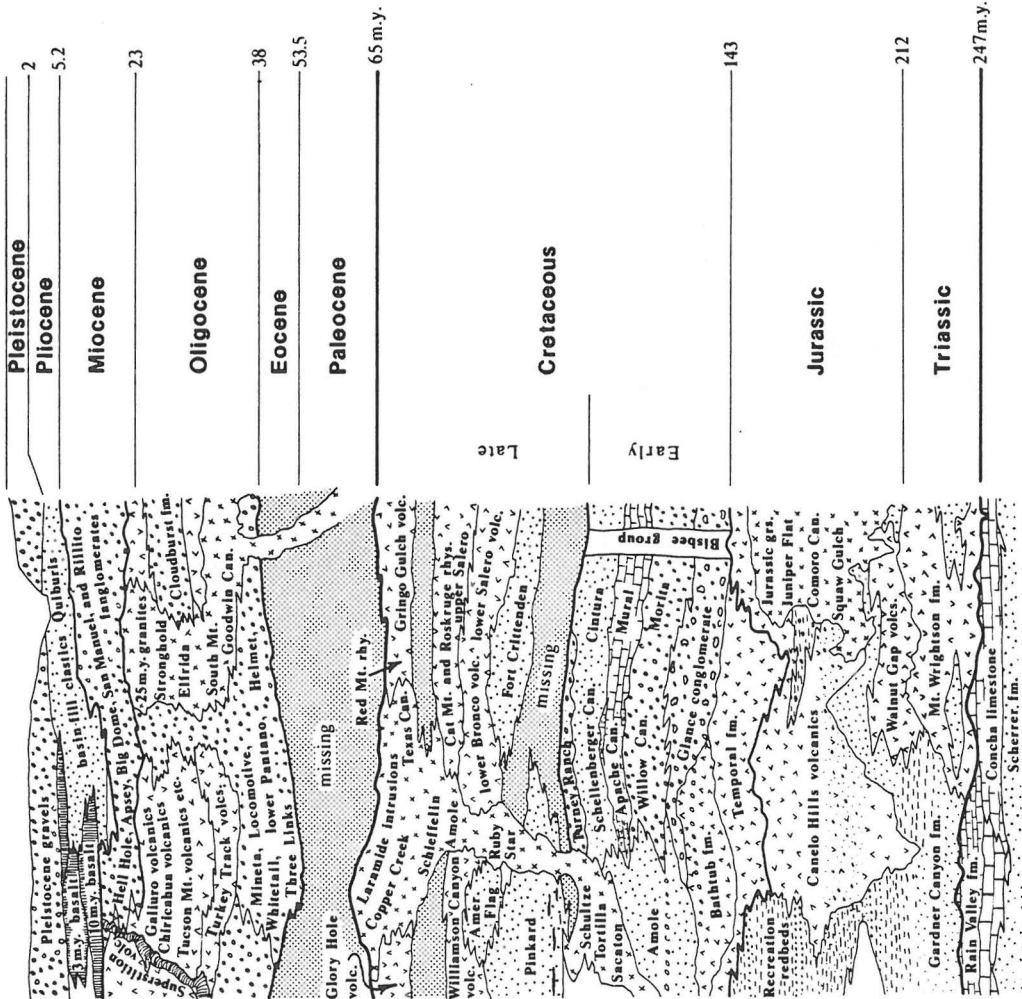 Pleistocene
2
Pliocene
5.2
Miocene
23
Oligocene
38
Eocene
53.5
Paleocene
65 m.y.
Cretaceous
Late
Early
143
Jurassic
212
Triassic
247 m.y.
Pleistocene gravels
Quiburis
3 m.y. basalt
basin-fill clastics
10 m.y. basalt
San Manuel, and Rillito
Hell Hole, Apsey, Big Dome,
fanglomerates
Superstition
volc.
Galiuro volcanics
25 m.y. granites
Chiricahua volcanics
Stronghold
Cloudburst fm.
Tucson Mt. volcanics etc.
Elfrida
Turkey Track volcs.
South Mt.
Goodwin Can.
Mineta, Locomotive,
Helmet,
Whitetail, lower Pantano,
Three Links
missing
Glory Hole
volc.
Red Mt. rhy.
Laramide intrusions
Gringo Gulch volc.
Copper Creek
Texas Can.
Schieffelin
Cat Mt. and Roskruge rhys.
Williamson Canyon
volc.
Amole
upper Salero
Amer.
Flag
Ruby
Star
lower Bronco volc.
lower Salero volc.
Pinkard
Fort Crittenden
missing
Schultze
Turney Ranch
Tortilla
Schellenberger Can.
Cintura
Sacaton
Apache Can.
Mural
Bisbee group
Amole
Willow Can.
Morita
Glance conglomerate
Bathtub fm.
Temporal fm.
Recreation
redbeds
Jurassic grs.
Juniper Flat
Canelo Hills volcanics
Comoro Can.
Squaw Gulch
Walnut Gap volcs.
Gardner Canyon fm.
Mt. Wrightson fm.
Rain Valley fm.
Concha limestone
Scherrer fm.